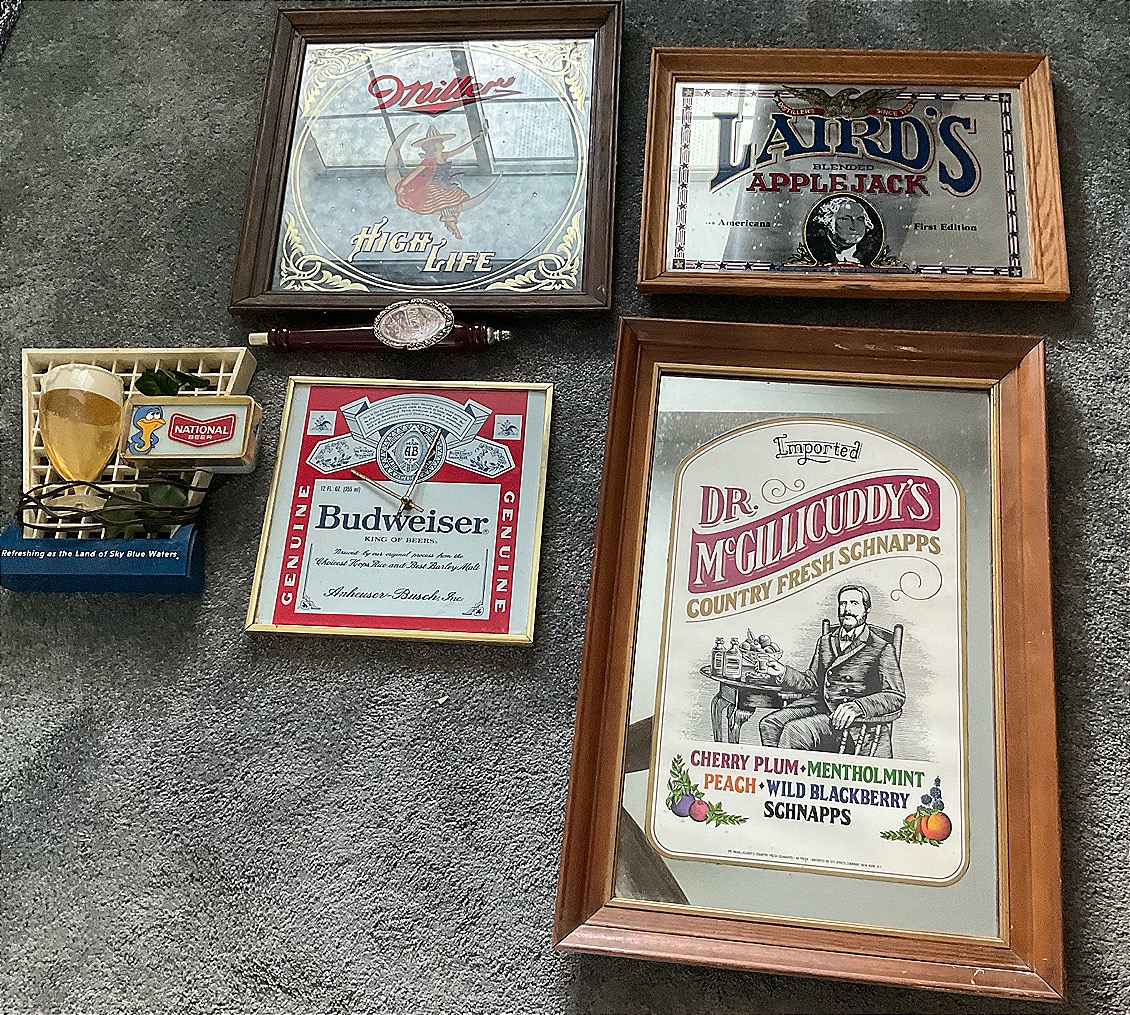 Miller
HIGH LIFE
DISTILLERS SINCE
LAIRD'S
BLENDED
APPLEJACK
Americana
First Edition
NATIONAL
BEER
Refreshing as the Land of Sky Blue Waters
12 FL. OZ. (355 ml)
AB
GENUINE
Budweiser®
KING OF BEERS®
Brewed by our original process from the
Choicest Hops, Rice and Best Barley Malt
Anheuser-Busch, Inc.
GENUINE
Imported
DR.
McGILLICUDDY'S
COUNTRY FRESH SCHNAPPS
CHERRY PLUM • MENTHOLMINT
PEACH • WILD BLACKBERRY
SCHNAPPS